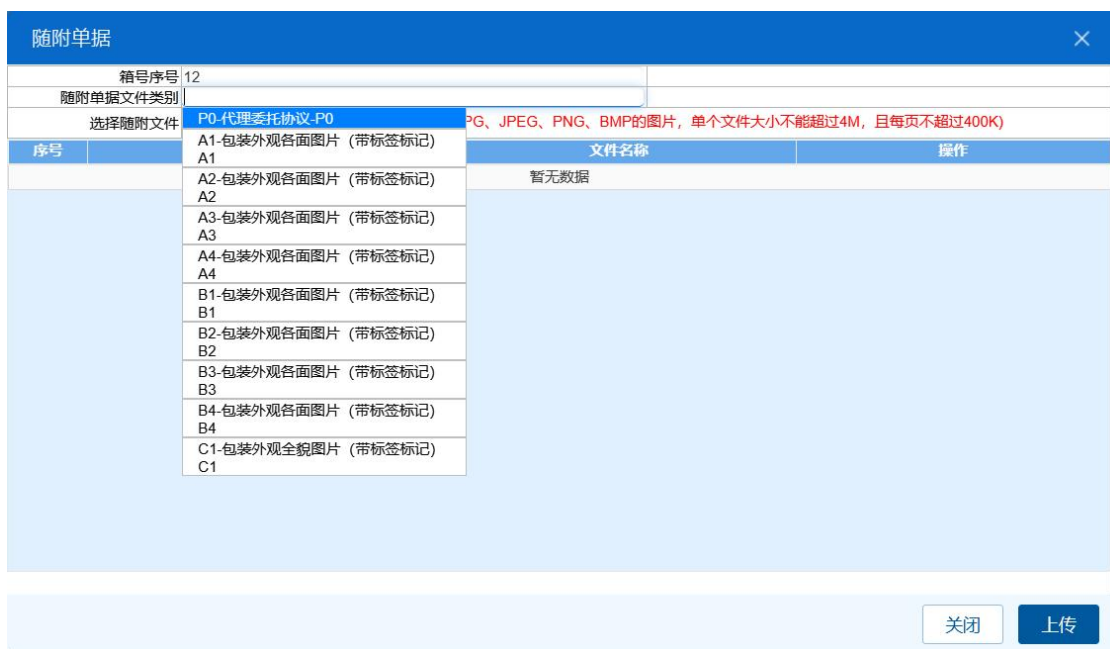 随附单据
箱号序号 12
随附单据文件类别
选择随附文件 PG、JPEG、PNG、BMP的图片，单个文件大小不能超过4M，且每页不超过400K)
P0-代理委托协议-P0
A1-包装外观各面图片（带标签标记）
A1
A2-包装外观各面图片（带标签标记）
A2
A3-包装外观各面图片（带标签标记）
A3
A4-包装外观各面图片（带标签标记）
A4
B1-包装外观各面图片（带标签标记）
B1
B2-包装外观各面图片（带标签标记）
B2
B3-包装外观各面图片（带标签标记）
B3
B4-包装外观各面图片（带标签标记）
B4
C1-包装外观全貌图片（带标签标记）
C1
序号 文件名称 操作
暂无数据
关闭 上传